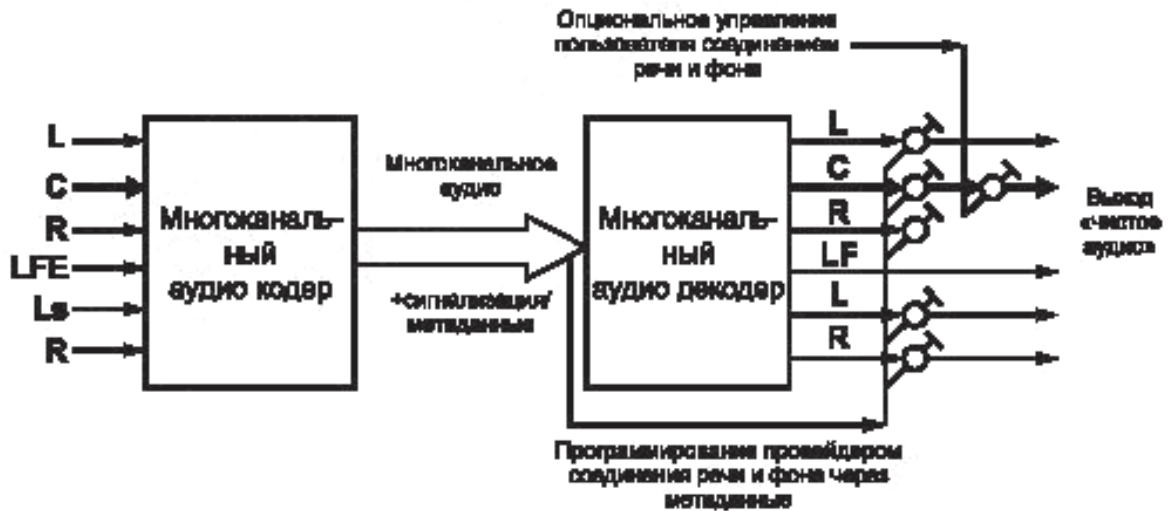 Опциональное управление
пользователя соединением
речи и фона
L
C
R
LFE
Ls
R
Многоканаль-
ный
аудио кодер
Многоканальное
аудио
+сигнализация/
метаданные
Многоканаль-
ный
аудио декодер
L
C
R
LF
L
R
Выход
«чистое
аудио»
Программирование провайдером
соединения речи и фона через
метаданные